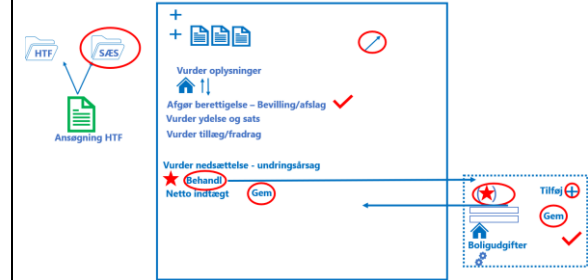 HTF
SÆS
Ansøgning HTF
Vurder oplysninger
Afgør berettigelse – Bevilling/afslag
Vurder ydelse og sats
Vurder tillæg/fradrag
Vurder nedsættelse - undringsårsag
Behandl
Netto indtægt
Gem
Tilføj
Gem
Boligudgifter